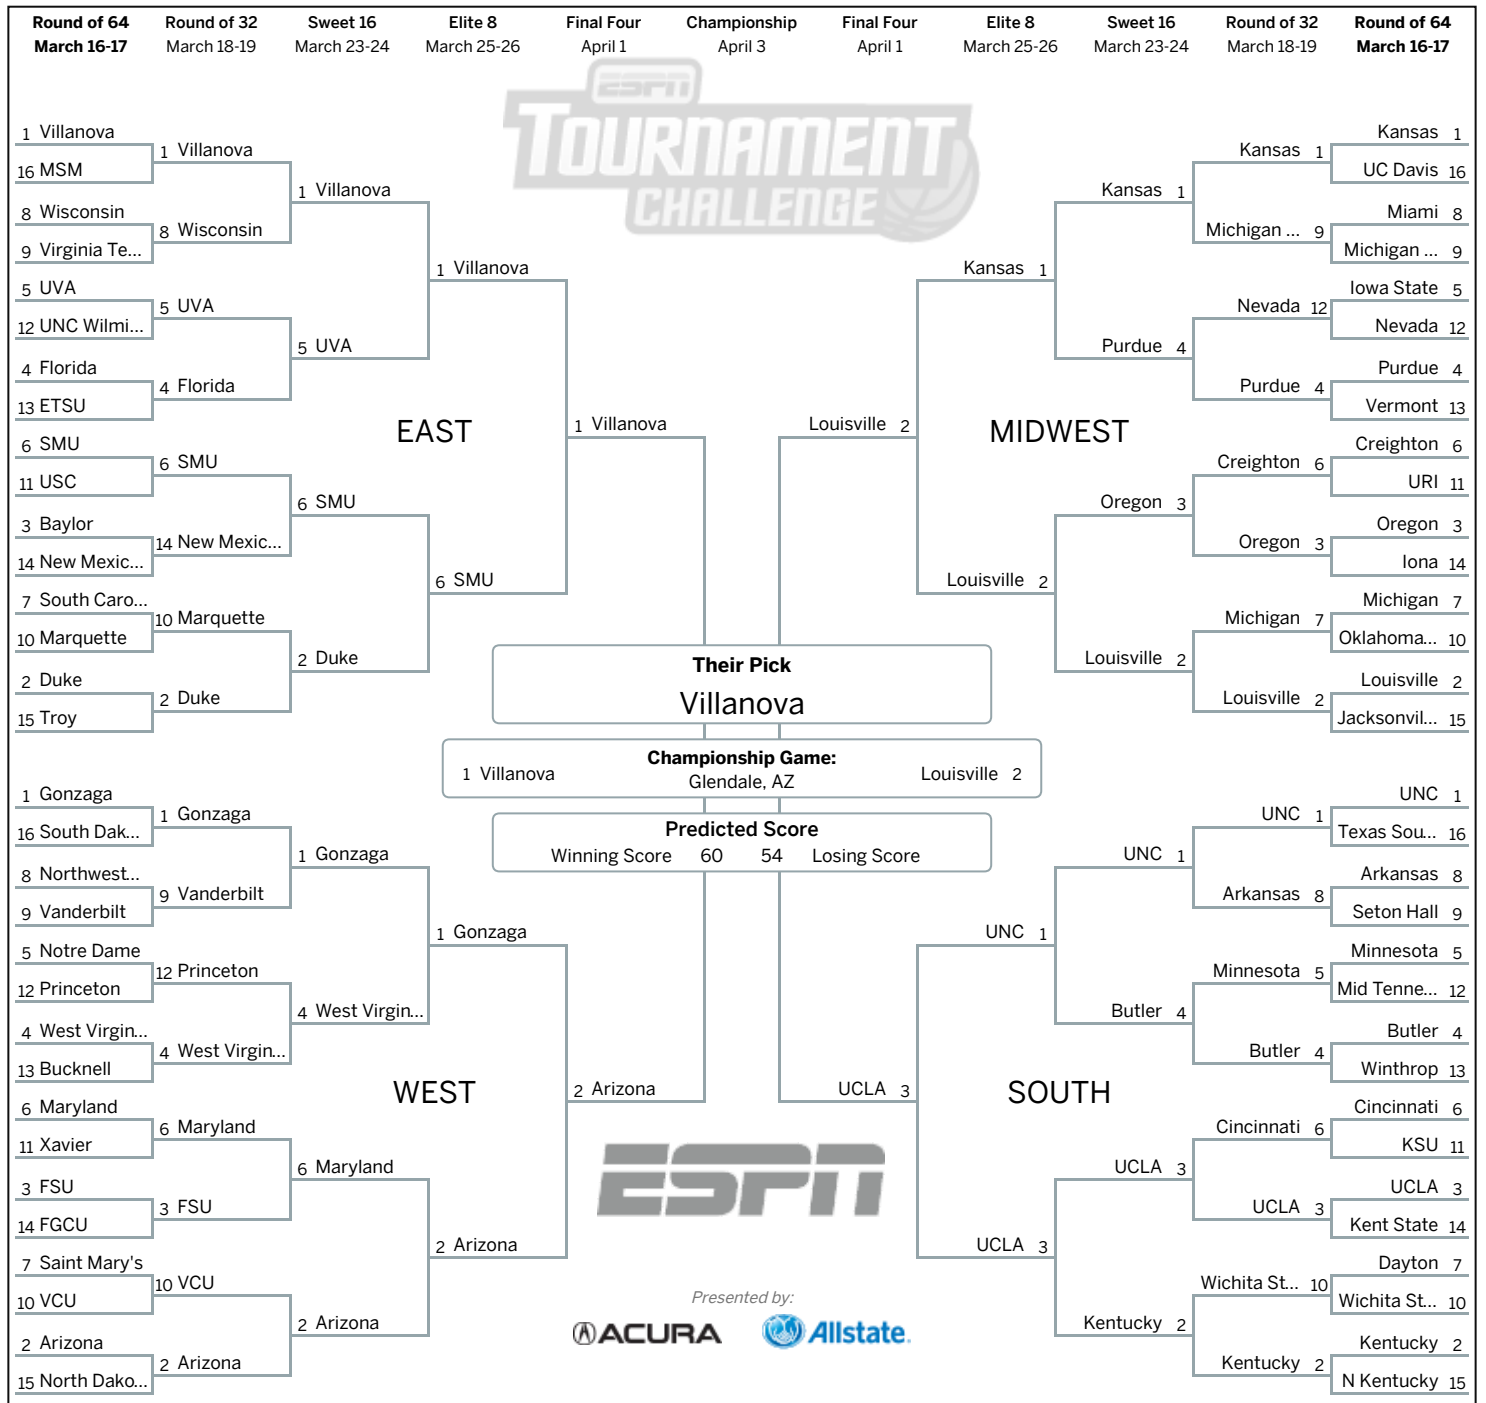 Round of 64 Round of 32 Sweet 16 Elite 8 Final Four Championship Final Four Elite 8 Sweet 16 Round of 32 Round of 64
March 16-17 March 18-19 March 23-24 March 25-26 April 1 April 3 April 1 March 25-26 March 23-24 March 18-19 March 16-17
ESPN
TOURNAMENT
CHALLENGE
1 Villanova
16 MSM
8 Wisconsin
9 Virginia Te...
5 UVA
12 UNC Wilmi...
4 Florida
13 ETSU
6 SMU
11 USC
3 Baylor
14 New Mexic...
7 South Caro...
10 Marquette
2 Duke
15 Troy
1 Villanova
8 Wisconsin
5 UVA
4 Florida
6 SMU
14 New Mexic...
10 Marquette
2 Duke
1 Villanova
5 UVA
6 SMU
2 Duke
1 Villanova
6 SMU
EAST
1 Villanova
Louisville 2
MIDWEST
Kansas 1
Louisville 2
Kansas 1
Purdue 4
Oregon 3
Louisville 2
Kansas 1
Michigan ... 9
Nevada 12
Purdue 4
Creighton 6
Oregon 3
Michigan 7
Louisville 2
Kansas 1
UC Davis 16
Miami 8
Michigan ... 9
Iowa State 5
Nevada 12
Purdue 4
Vermont 13
Creighton 6
URI 11
Oregon 3
Iona 14
Michigan 7
Oklahoma... 10
Louisville 2
Jacksonvil... 15
Their Pick
Villanova
Championship Game:
1 Villanova Glendale, AZ Louisville 2
Predicted Score
Winning Score 60 54 Losing Score
1 Gonzaga
16 South Dak...
8 Northwest...
9 Vanderbilt
5 Notre Dame
12 Princeton
4 West Virgin...
13 Bucknell
6 Maryland
11 Xavier
3 FSU
14 FGCU
7 Saint Mary's
10 VCU
2 Arizona
15 North Dako...
1 Gonzaga
9 Vanderbilt
12 Princeton
4 West Virgin...
6 Maryland
3 FSU
10 VCU
2 Arizona
1 Gonzaga
4 West Virgin...
6 Maryland
2 Arizona
1 Gonzaga
2 Arizona
WEST
2 Arizona
UCLA 3
SOUTH
UNC 1
UCLA 3
UNC 1
Butler 4
UCLA 3
Kentucky 2
UNC 1
Arkansas 8
Minnesota 5
Butler 4
Cincinnati 6
UCLA 3
Wichita St... 10
Kentucky 2
UNC 1
Texas Sou... 16
Arkansas 8
Seton Hall 9
Minnesota 5
Mid Tenne... 12
Butler 4
Winthrop 13
Cincinnati 6
KSU 11
UCLA 3
Kent State 14
Dayton 7
Wichita St... 10
Kentucky 2
N Kentucky 15
ESPN
Presented by:
ACURA Allstate.